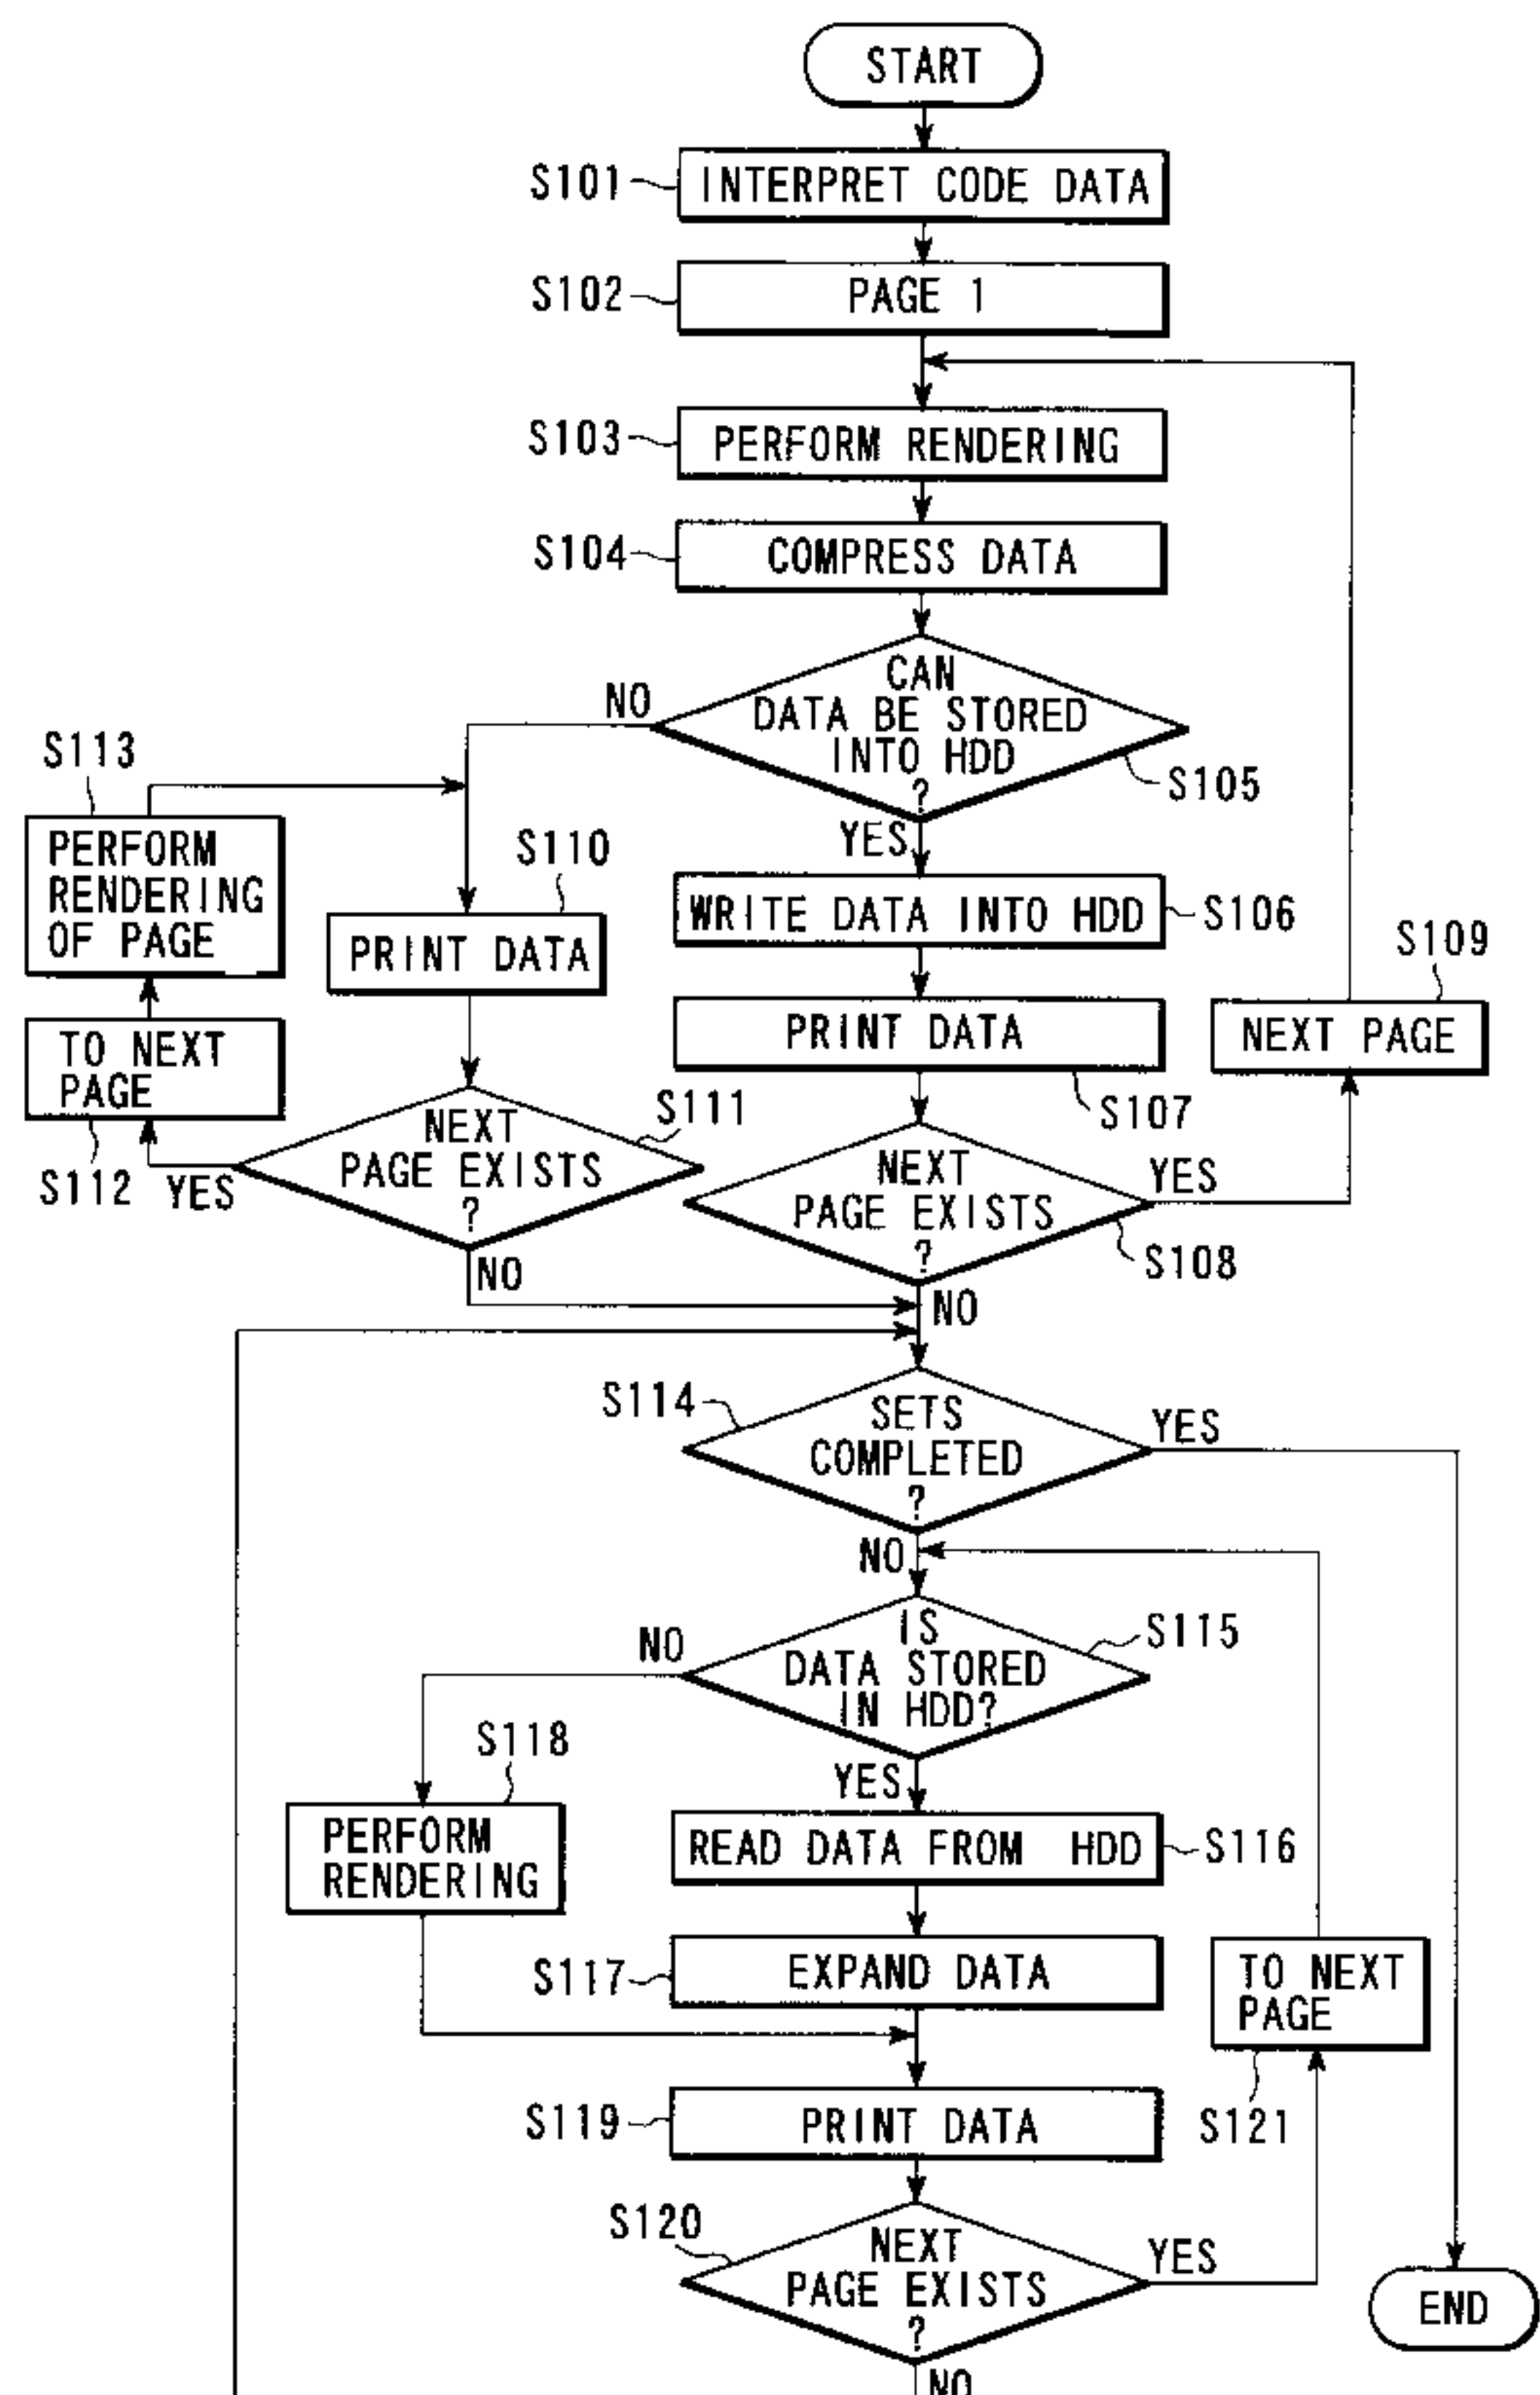 START
S101
INTERPRET CODE DATA
S102
PAGE 1
S103
PERFORM RENDERING
S104
COMPRESS DATA
CAN
DATA BE STORED
INTO HDD
?
S105
NO
YES
S113
PERFORM
RENDERING
OF PAGE
S110
PRINT DATA
WRITE DATA INTO HDD
S106
S109
NEXT PAGE
TO NEXT
PAGE
S112
PRINT DATA
S107
S111
NEXT
PAGE EXISTS
?
YES
NO
NEXT
PAGE EXISTS
?
YES
S108
NO
S114
SETS
COMPLETED
?
YES
NO
IS
DATA STORED
IN HDD?
S115
NO
YES
S118
PERFORM
RENDERING
READ DATA FROM HDD
S116
S117
EXPAND DATA
TO NEXT
PAGE
S121
S119
PRINT DATA
S120
NEXT
PAGE EXISTS
?
YES
END
NO